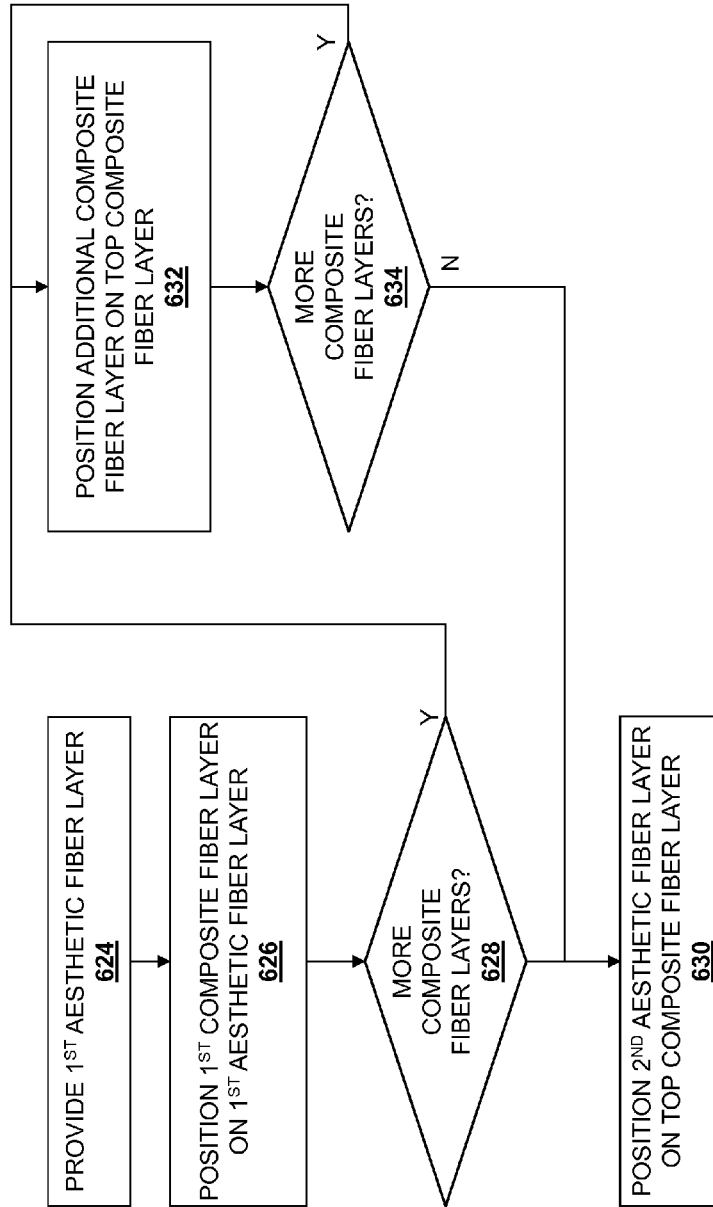 PROVIDE 1ST AESTHETIC FIBER LAYER
624
POSITION 1ST COMPOSITE FIBER LAYER
ON 1ST AESTHETIC FIBER LAYER
626
MORE
COMPOSITE
FIBER LAYERS?
628
Y
POSITION 2ND AESTHETIC FIBER LAYER
ON TOP COMPOSITE FIBER LAYER
630
POSITION ADDITIONAL COMPOSITE
FIBER LAYER ON TOP COMPOSITE
FIBER LAYER
632
MORE
COMPOSITE
FIBER LAYERS?
634
Y
N